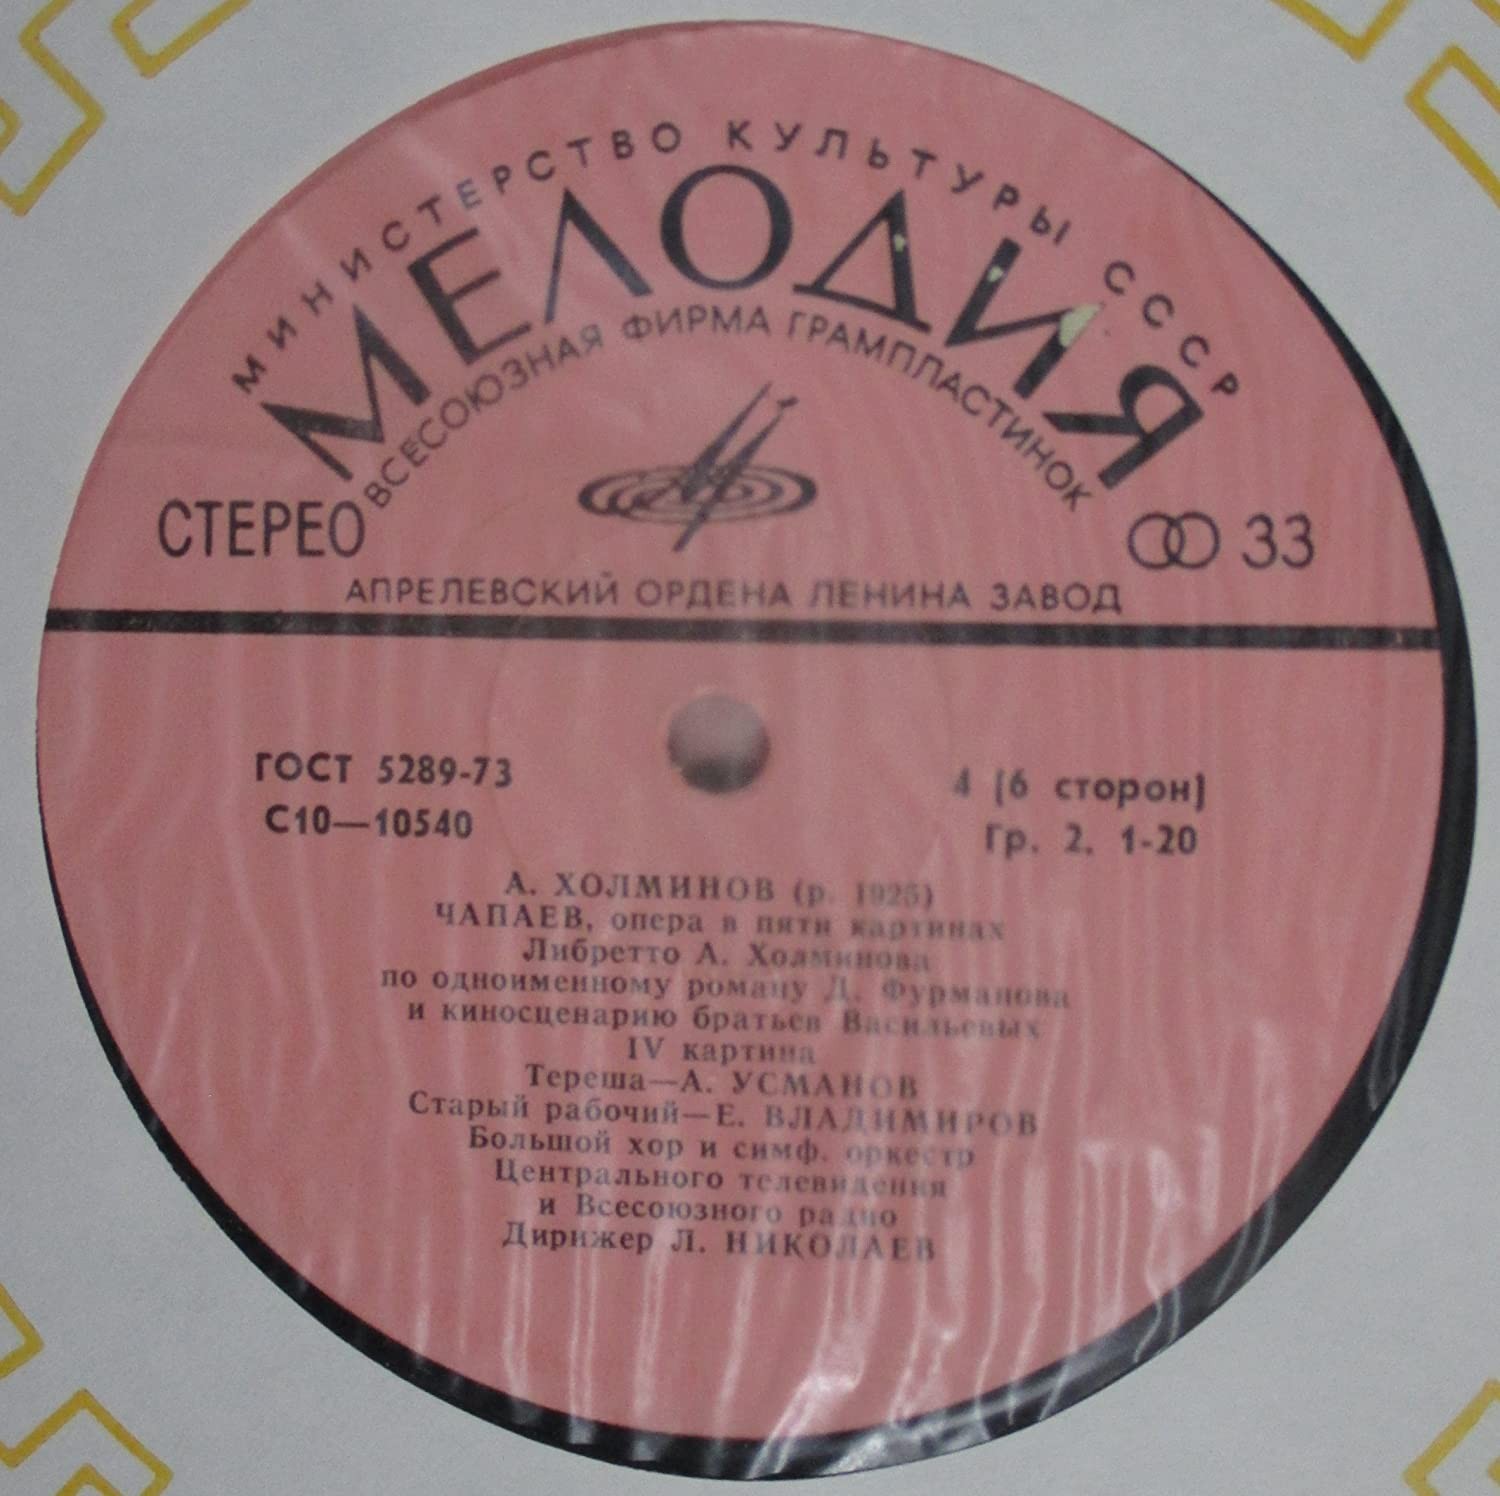 МИНИСТЕРСТВО КУЛЬТУРЫ СССР
МЕЛОДИЯ
ВСЕСОЮЗНАЯ ФИРМА ГРАМПЛАСТИНОК
СТЕРЕО
33
АПРЕЛЕВСКИЙ ОРДЕНА ЛЕНИНА ЗАВОД
ГОСТ 5289-73
4 (6 сторон)
С10—10540
Гр. 2. 1-20
А. ХОЛМИНОВ (р. 1925)
ЧАПАЕВ, опера в пяти картинах
Либретто А. Холминова
по одноименному роману Д. Фурманова
и киносценарию братьев Васильевых
IV картина
Тереша—А. УСМАНОВ
Старый рабочий—Е. ВЛАДИМИРОВ
Большой хор и симф. оркестр
Центрального телевидения
и Всесоюзного радио
Дирижер Л. НИКОЛАЕВ